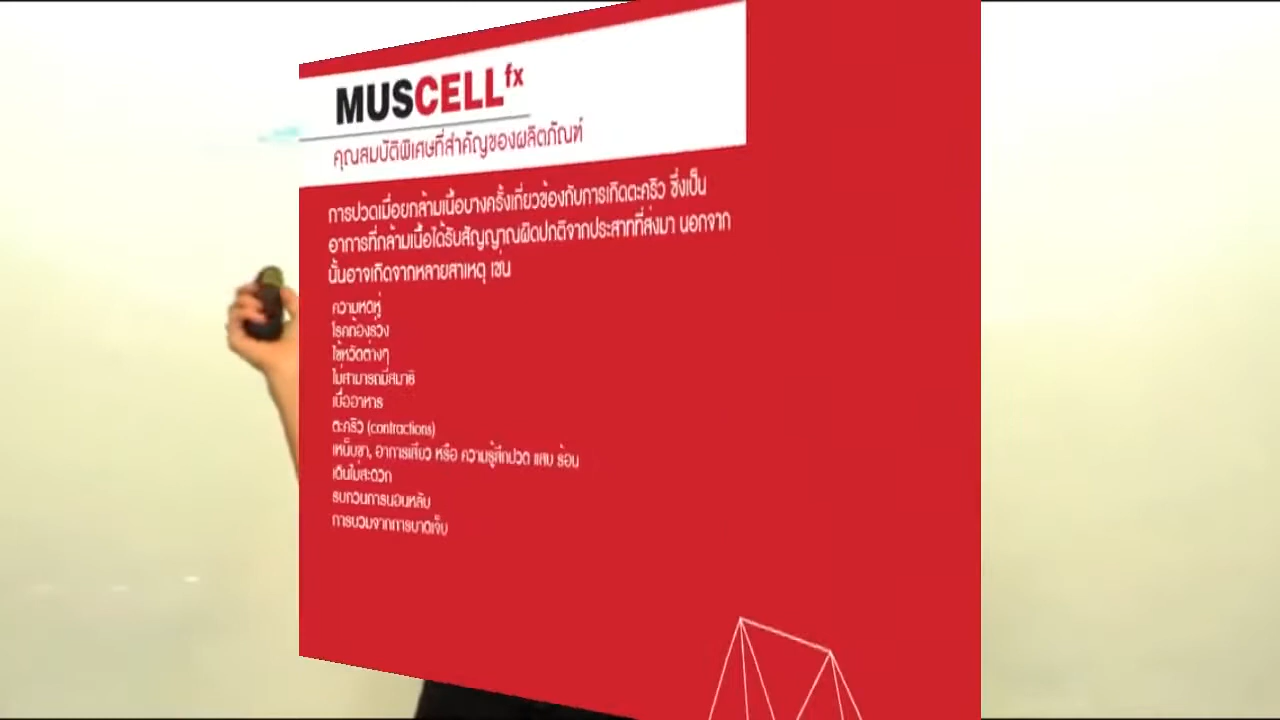 MUSCELLfx
คุณสมบัติพิเศษที่สำคัญของผลิตภัณฑ์
การปวดเมื่อยกล้ามเนื้อบางครั้งเกี่ยวข้องกับการเกิดตะคริว ซึ่งเป็น
อาการที่กล้ามเนื้อได้รับสัญญาณผิดปกติจากประสาทที่ส่งมา นอกจาก
นั้นอาจเกิดจากหลายสาเหตุ เช่น
ความหดหู่
โรคท้องร่วง
ไข้หวัดต่างๆ
ไม่สามารถมีสมาธิ
เบื่ออาหาร
ตะคริว (contractions)
เหน็บชา, อาการเสียว หรือ ความรู้สึกปวด แสบ ร้อน
เดินไม่สะดวก
รบกวนการนอนหลับ
การบวมจากการบาดเจ็บ